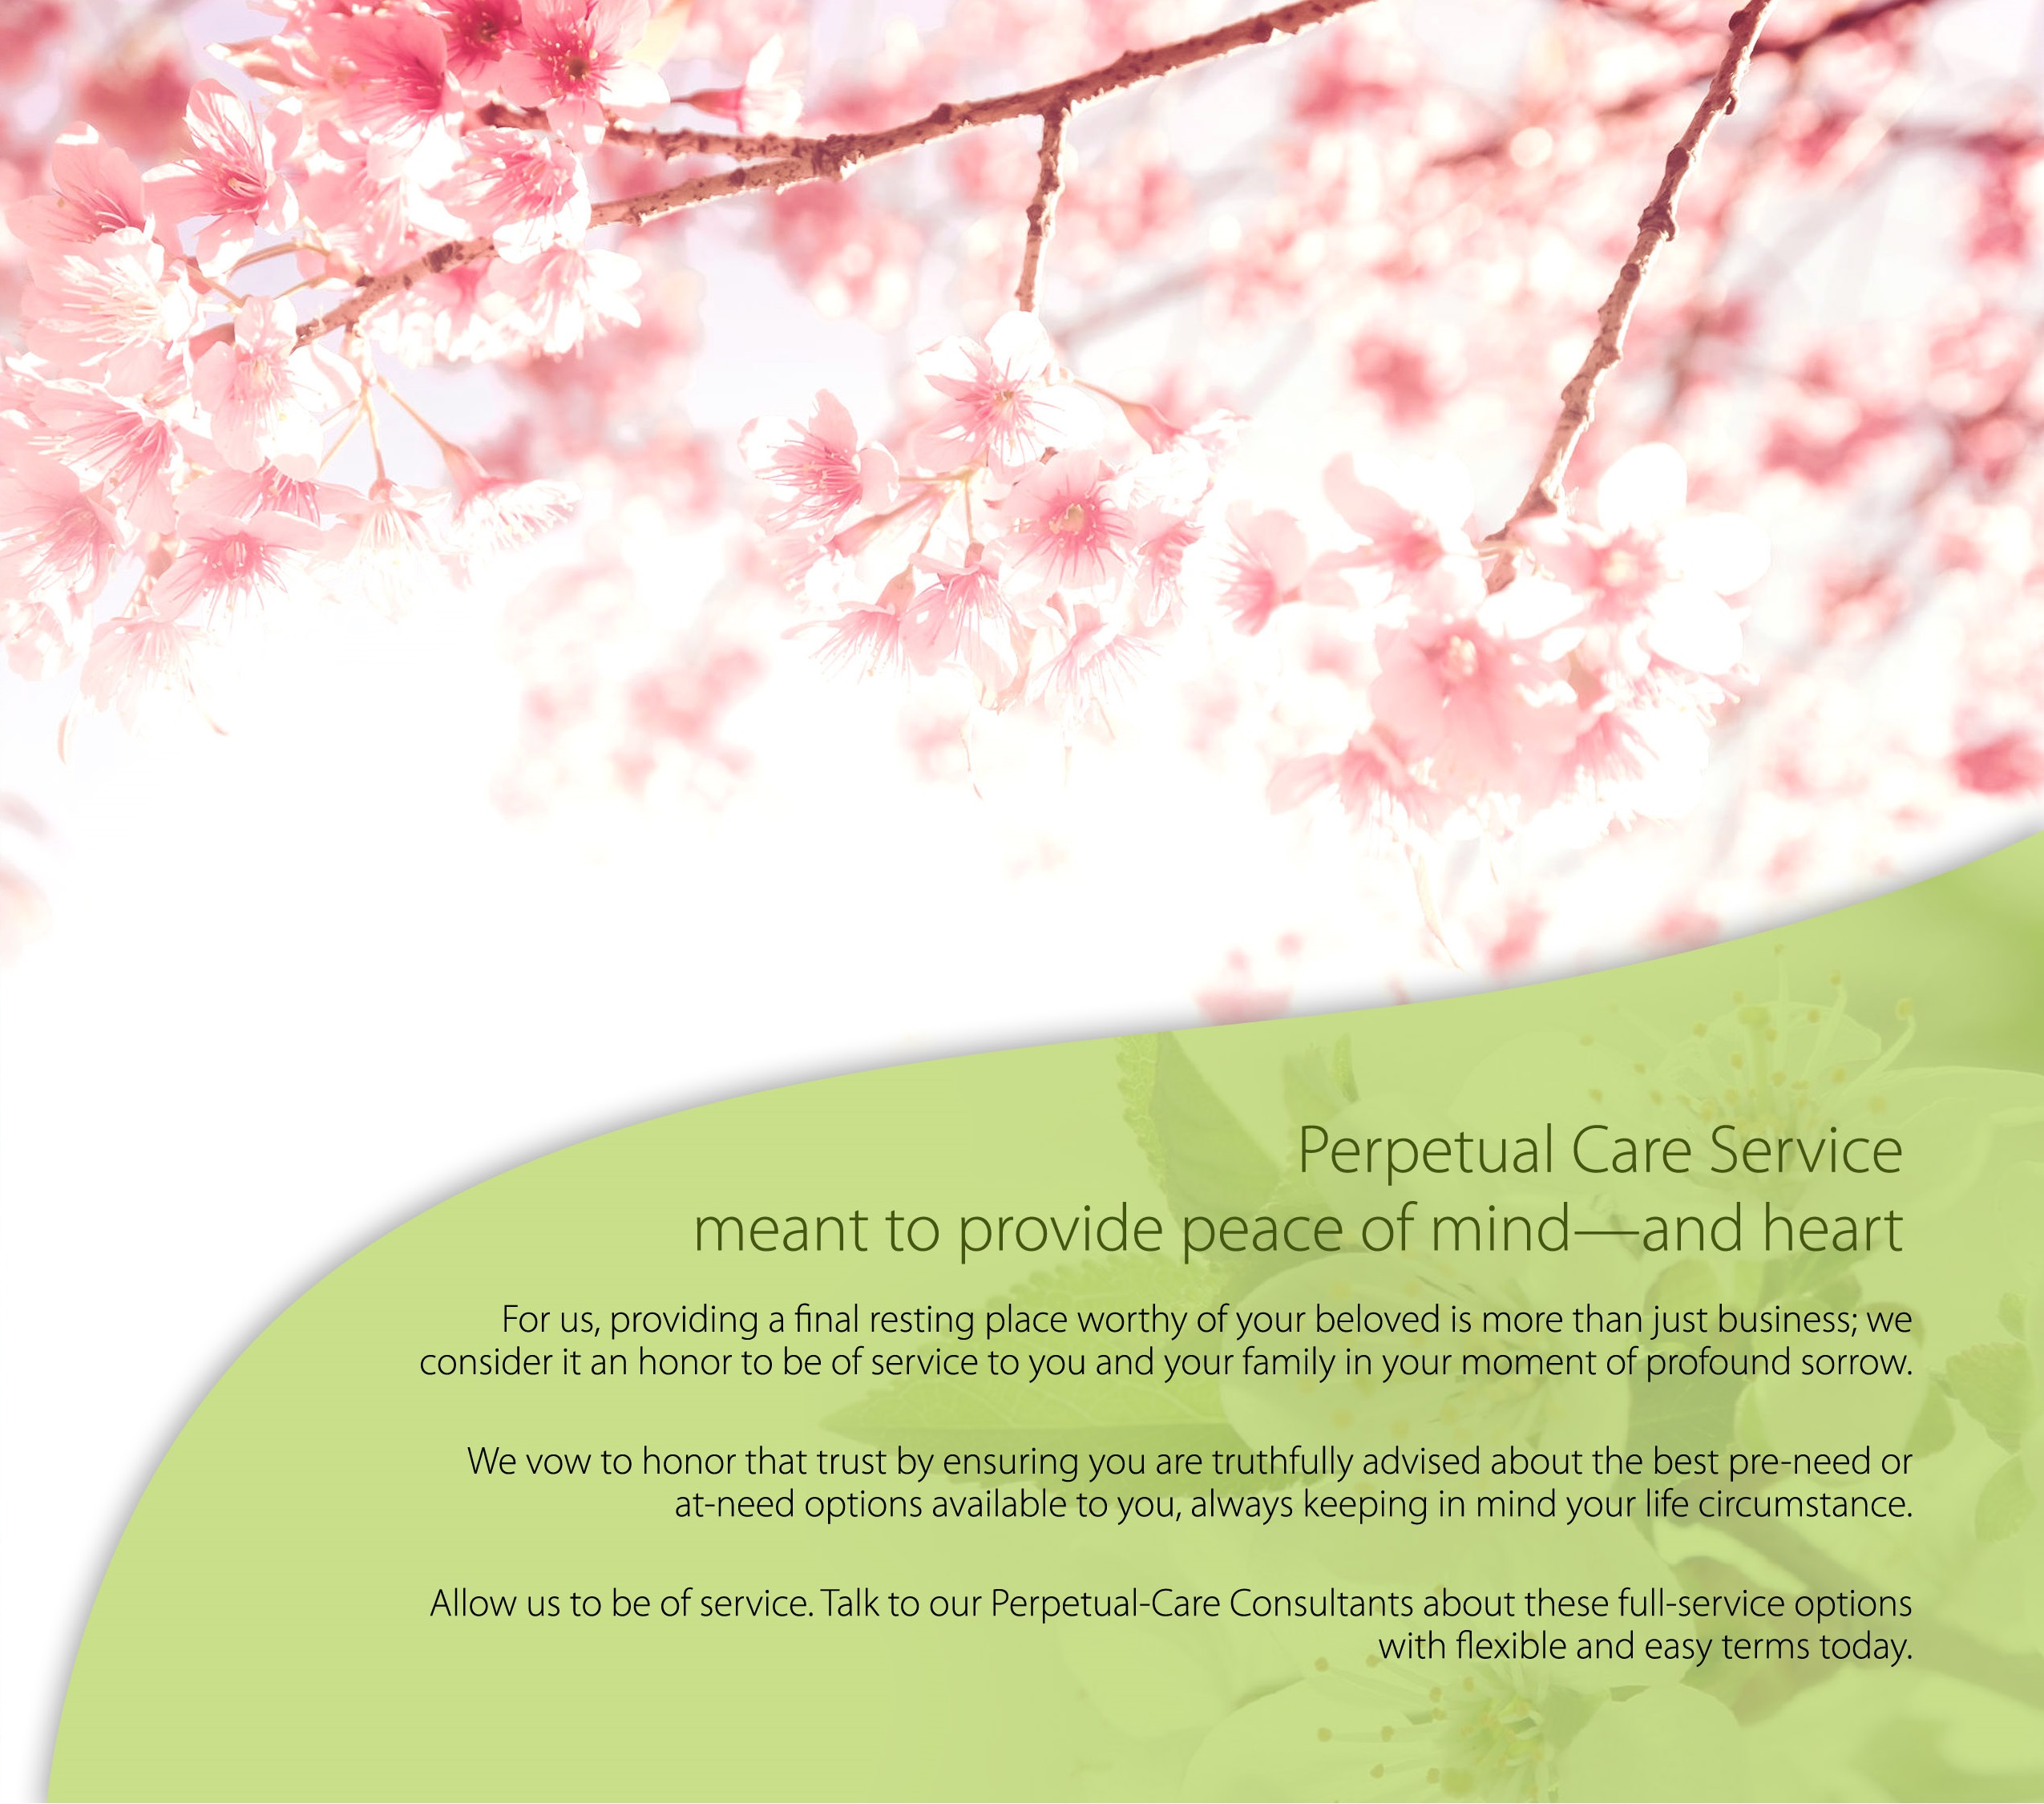 Perpetual Care Service
meant to provide peace of mind—and heart
For us, providing a final resting place worthy of your beloved is more than just business; we
consider it an honor to be of service to you and your family in your moment of profound sorrow.
We vow to honor that trust by ensuring you are truthfully advised about the best pre-need or
at-need options available to you, always keeping in mind your life circumstance.
Allow us to be of service. Talk to our Perpetual-Care Consultants about these full-service options
with flexible and easy terms today.